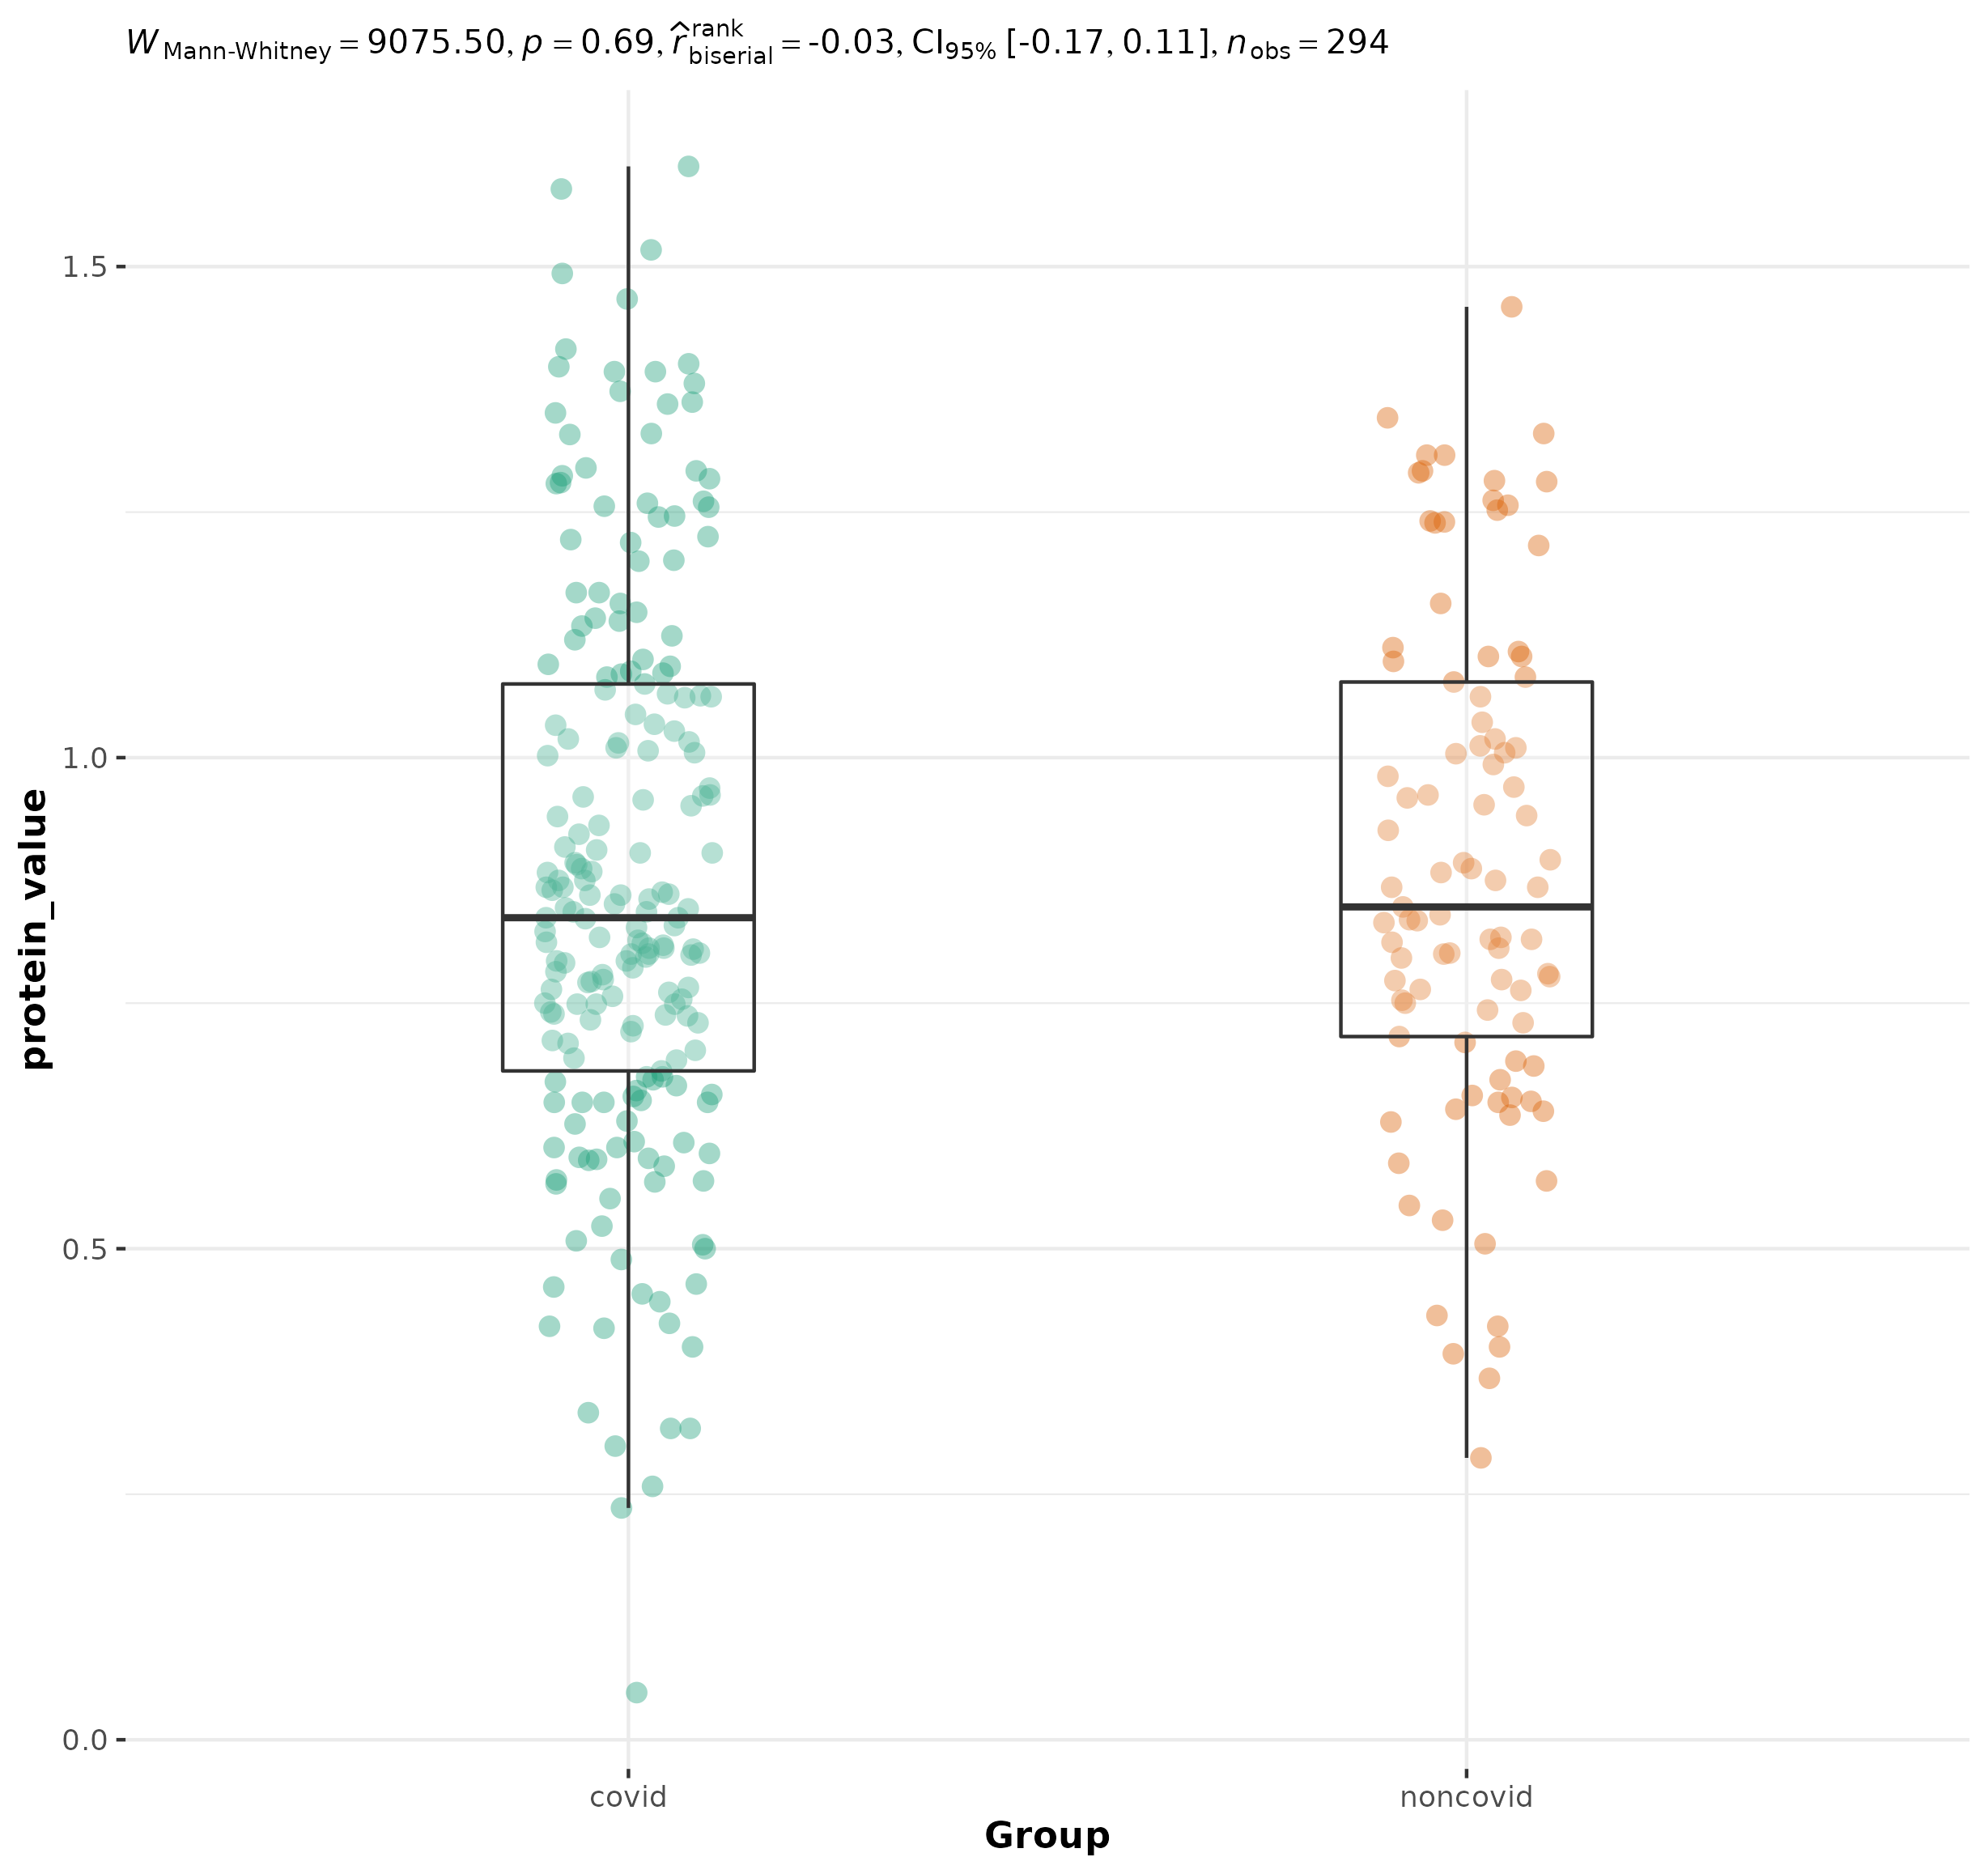 W Mann-Whitney = 9075.50, p = 0.69, r̂ rank biserial = -0.03, CI95% [-0.17, 0.11], nobs = 294
1.5
1.0
0.5
0.0
protein_value
covid noncovid
Group